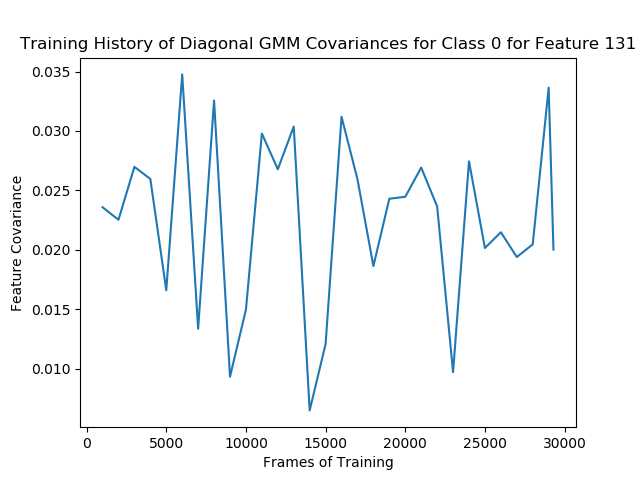 Training History of Diagonal GMM Covariances for Class 0 for Feature 131
0.035
0.030
0.025
0.020
0.015
0.010
Feature Covariance
0 5000 10000 15000 20000 25000 30000
Frames of Training